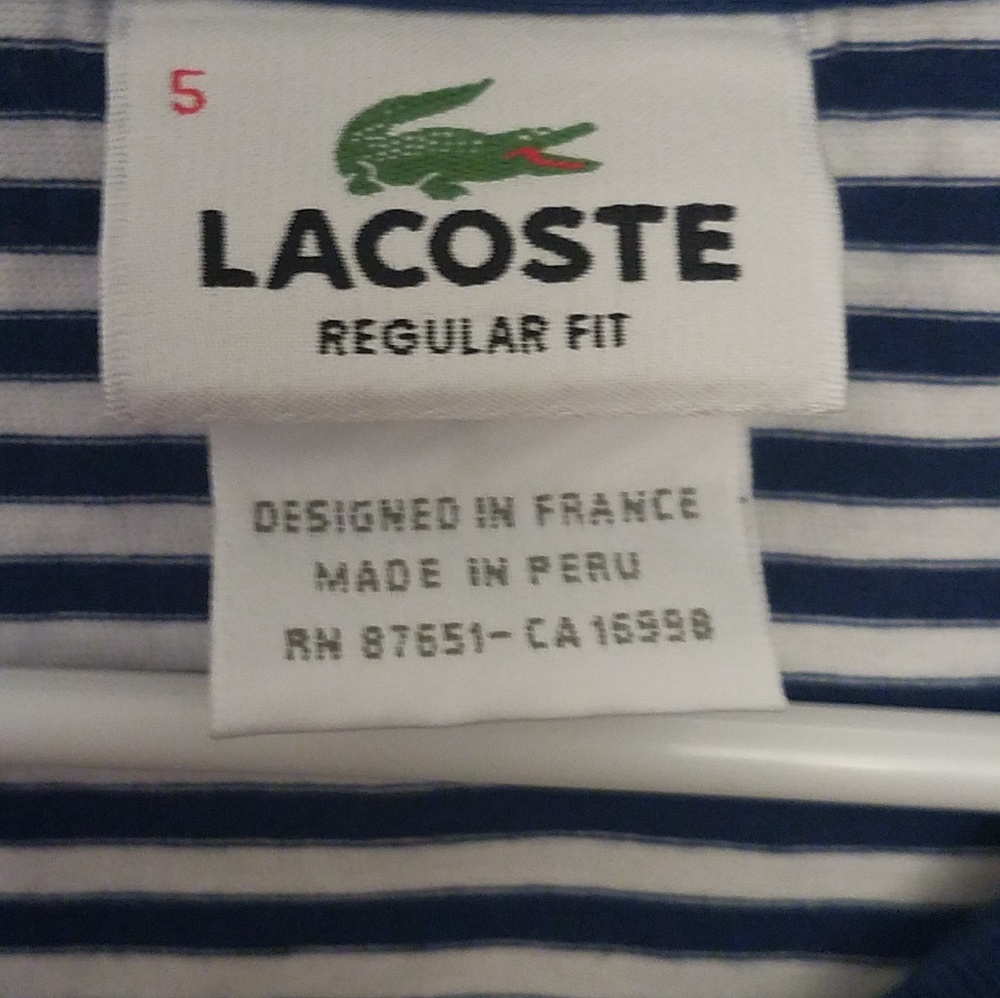 5
LACOSTE
REGULAR FIT
DESIGNED IN FRANCE
MADE IN PERU
RN 87651- CA 16998